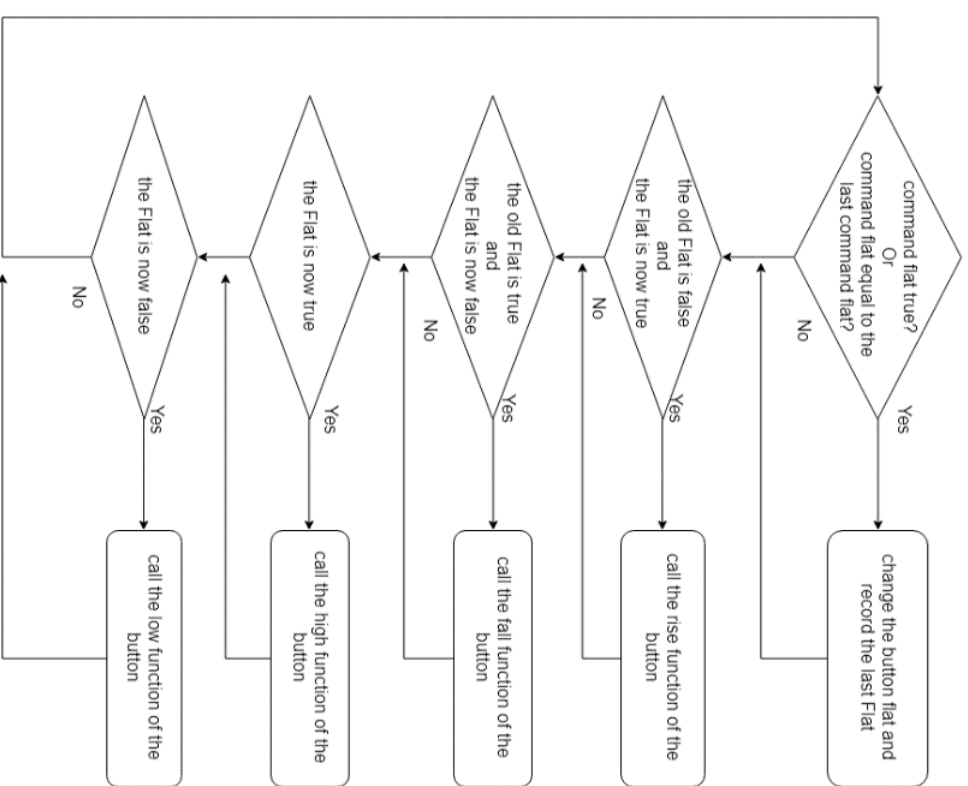 command flat true?
Or
command flat equal to the
last command flat?
Yes
No
change the button flat and
record the last Flat
the old Flat is false
and
the Flat is now true
Yes
No
call the rise function of the
button
the old Flat is true
and
the Flat is now false
Yes
No
call the fall function of the
button
the Flat is now true
Yes
call the high function of the
button
the Flat is now false
Yes
No
call the low function of the
button